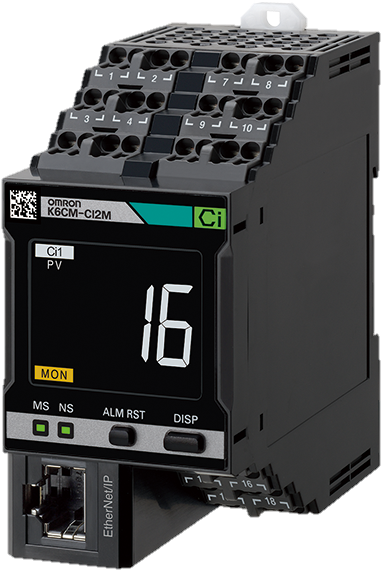 1 2
7 8
3 4
9 10
OMRON
K6CM-CI2M
Ci
Ci1
PV
16
MON
MS NS ALM RST DISP
EtherNet/IP
1 16
18